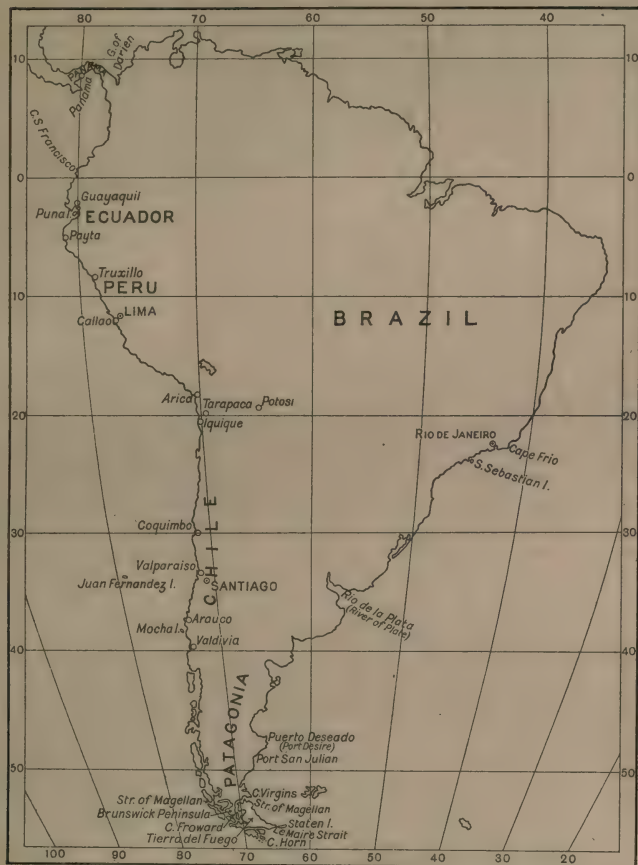 80 70 60 50 40
10 10
G. of Darien
PANAMA
Panama
C.S Francisco
0 0
Guayaquil
Puna I.
ECUADOR
Payta
Truxillo
PERU
10 10
LIMA
Callao
BRAZIL
Arica
Tarapaca
Potosi
20 20
Iquique
RIO DE JANEIRO
Cape Frio
S. Sebastian I.
CHILE
Coquimbo
30 30
Valparaiso
Juan Fernandez I.
SANTIAGO
Rio de la Plata
(River of Plate)
Arauco
Mocha I.
Valdivia
40 40
PATAGONIA
Puerto Deseado
(Port Desire)
Port San Julian
50 50
C. Virgins
Str. of Magellan
Str. of Magellan
Brunswick Peninsula
Staten I.
C. Froward
Le Maire Strait
Tierra del Fuego
C. Horn
100 90 80 70 60 50 40 30 20